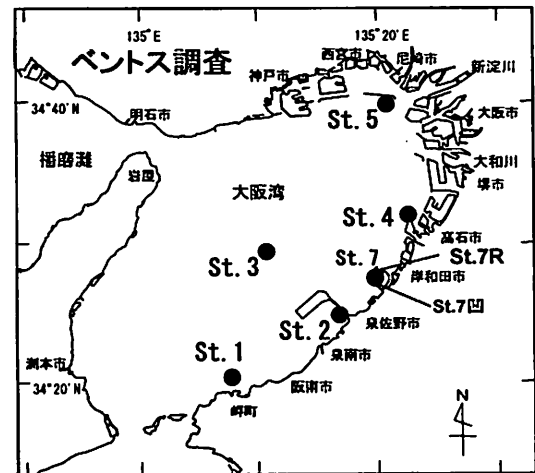 135°E
135°20'E
ベントス調査
神戸市
西宮市
尼崎市
新淀川
34°40'N
明石市
St. 5
大阪市
播磨灘
岩屋
大和川
堺市
大阪湾
St. 4
高石市
St. 3
St. 7
St.7R
岸和田市
St.7凹
St. 2
泉佐野市
泉南市
St. 1
洲本市
阪南市
34°20'N
岬町
N